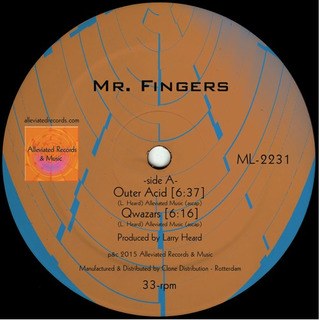 Mr. Fingers
alleviatedrecords.com
Alleviated Records
& Music
ML-2231
-side A-
Outer Acid [6:37]
(L. Heard) Alleviated Music (ascap)
Qwazars [6:16]
(L. Heard) Alleviated Music (ascap)
Produced by Larry Heard
p&c 2015 Alleviated Records & Music
Manufactured & Distributed by Clone Distribution - Rotterdam
33-rpm